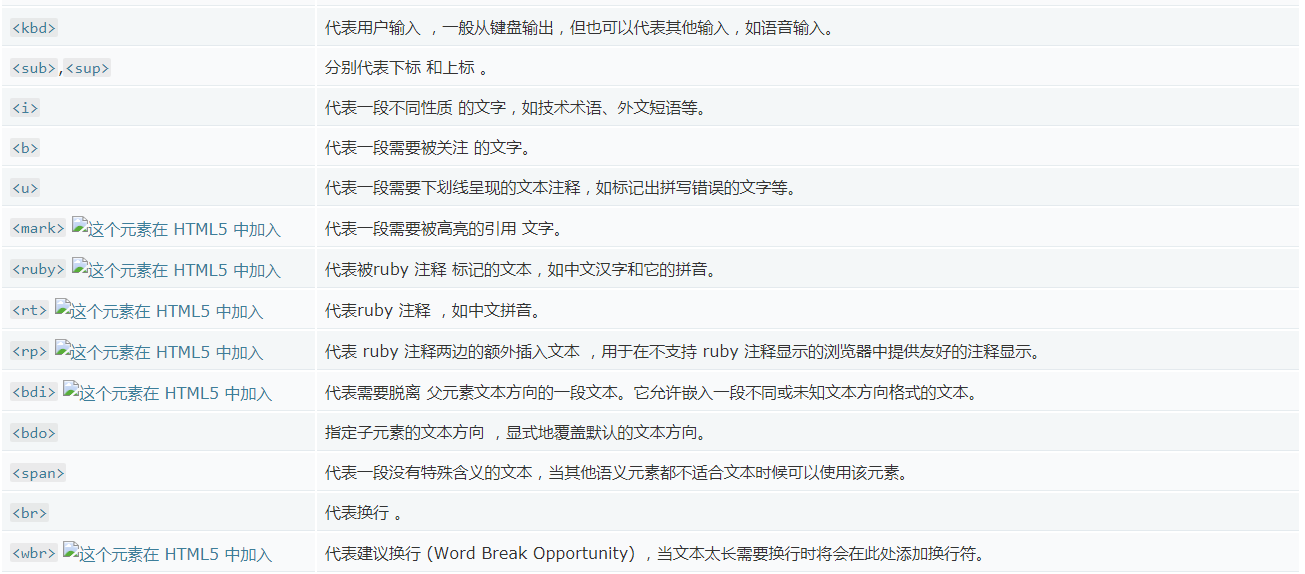 <kbd> 代表用户输入 ，一般从键盘输出，但也可以代表其他输入，如语音输入。
<sub>,<sup> 分别代表下标 和上标 。
<i> 代表一段不同性质 的文字，如技术术语、外文短语等。
<b> 代表一段需要被关注 的文字。
<u> 代表一段需要下划线呈现的文本注释，如标记出拼写错误的文字等。
<mark> 这个元素在 HTML5 中加入 代表一段需要被高亮的引用 文字。
<ruby> 这个元素在 HTML5 中加入 代表被ruby 注释 标记的文本，如中文汉字和它的拼音。
<rt> 这个元素在 HTML5 中加入 代表ruby 注释 ，如中文拼音。
<rp> 这个元素在 HTML5 中加入 代表 ruby 注释两边的额外插入文本 ，用于在不支持 ruby 注释显示的浏览器中提供友好的注释显示。
<bdi> 这个元素在 HTML5 中加入 代表需要脱离 父元素文本方向的一段文本。它允许嵌入一段不同或未知文本方向格式的文本。
<bdo> 指定子元素的文本方向 ，显式地覆盖默认的文本方向。
<span> 代表一段没有特殊含义的文本，当其他语义元素都不适合文本时候可以使用该元素。
<br> 代表换行 。
<wbr> 这个元素在 HTML5 中加入 代表建议换行 (Word Break Opportunity) ，当文本太长需要换行时将会在此处添加换行符。